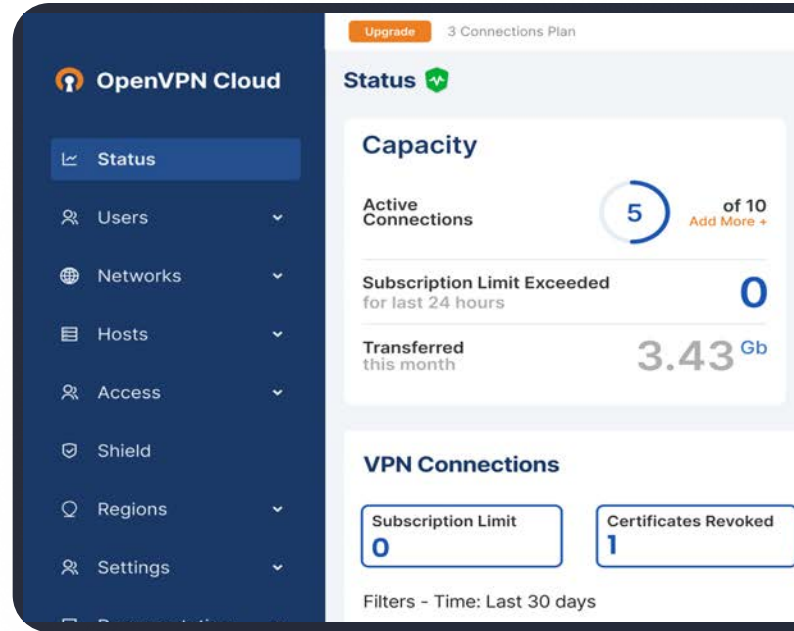 Upgrade 3 Connections Plan
OpenVPN Cloud
Status
Users
Networks
Hosts
Access
Shield
Regions
Settings
Status
Capacity
Active
Connections
5
of 10
Add More +
Subscription Limit Exceeded
for last 24 hours
0
Transferred
this month
3.43 Gb
VPN Connections
Subscription Limit
0
Certificates Revoked
1
Filters - Time: Last 30 days